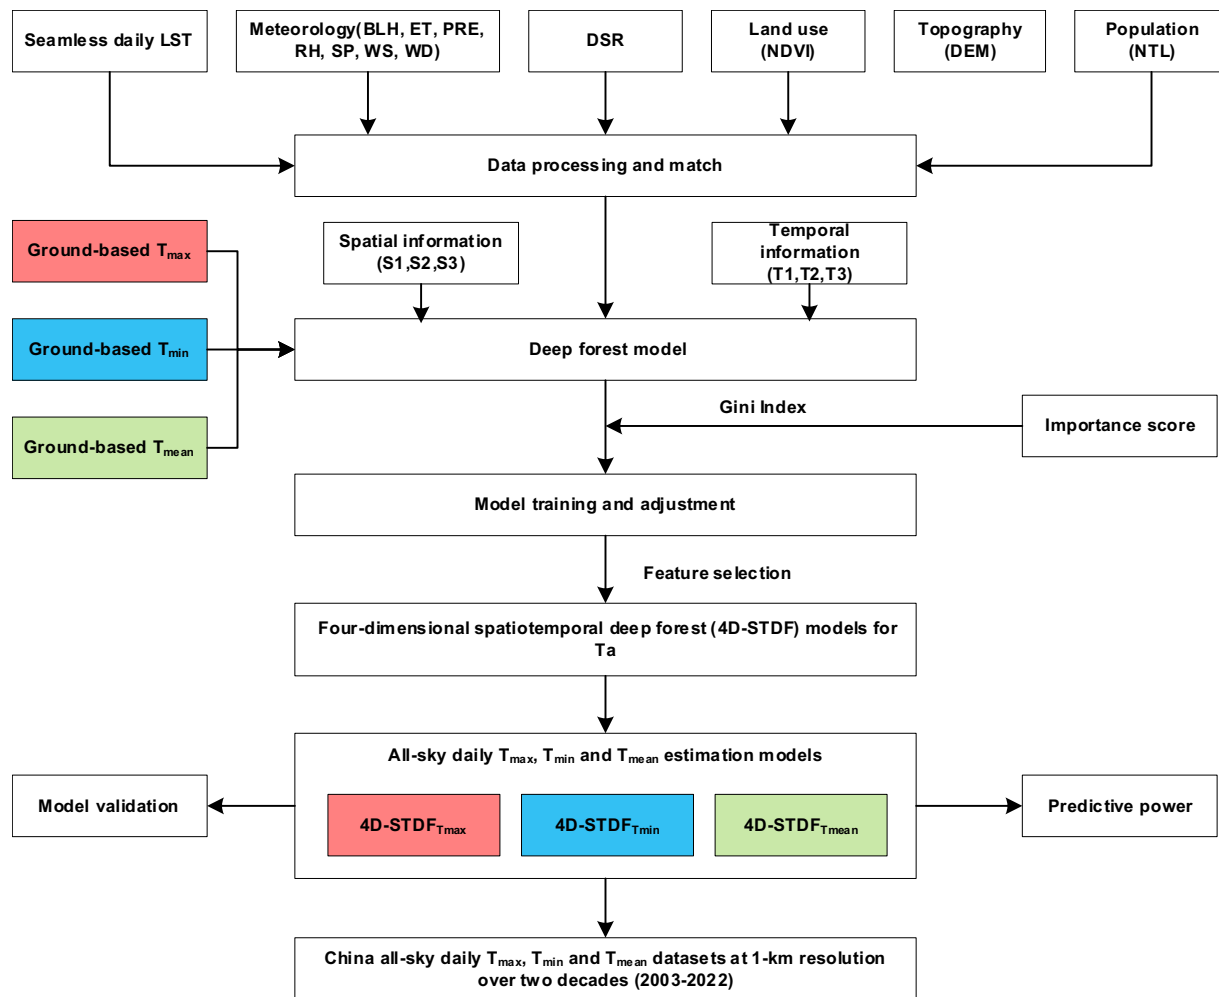 Seamless daily LST
Meteorology(BLH, ET, PRE,
RH, SP, WS, WD)
DSR
Land use
(NDVI)
Topography
(DEM)
Population
(NTL)
Data processing and match
Ground-based Tmax
Spatial information
(S1,S2,S3)
Temporal
information
(T1,T2,T3)
Ground-based Tmin
Deep forest model
Ground-based Tmean
Gini Index
Importance score
Model training and adjustment
Feature selection
Four-dimensional spatiotemporal deep forest (4D-STDF) models for
Ta
All-sky daily Tmax, Tmin and Tmean estimation models
Model validation
4D-STDFTmax
4D-STDFTmin
4D-STDFTmean
Predictive power
China all-sky daily Tmax, Tmin and Tmean datasets at 1-km resolution
over two decades (2003-2022)